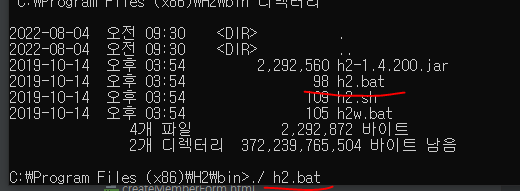 C:₩Program Files (x86)₩H2₩bin 디렉터리
2022-08-04 오전 09:30 <DIR> .
2022-08-04 오전 09:30 <DIR> ..
2019-10-14 오후 03:54 2,292,560 h2-1.4.200.jar
2019-10-14 오후 03:54 98 h2.bat
2019-10-14 오후 03:54 109 h2.sh
2019-10-14 오후 03:54 105 h2w.bat
4개 파일 2,292,872 바이트
2개 디렉터리 372,239,765,504 바이트 남음
C:₩Program Files (x86)₩H2₩bin>./ h2.bat
createMemberForm.html